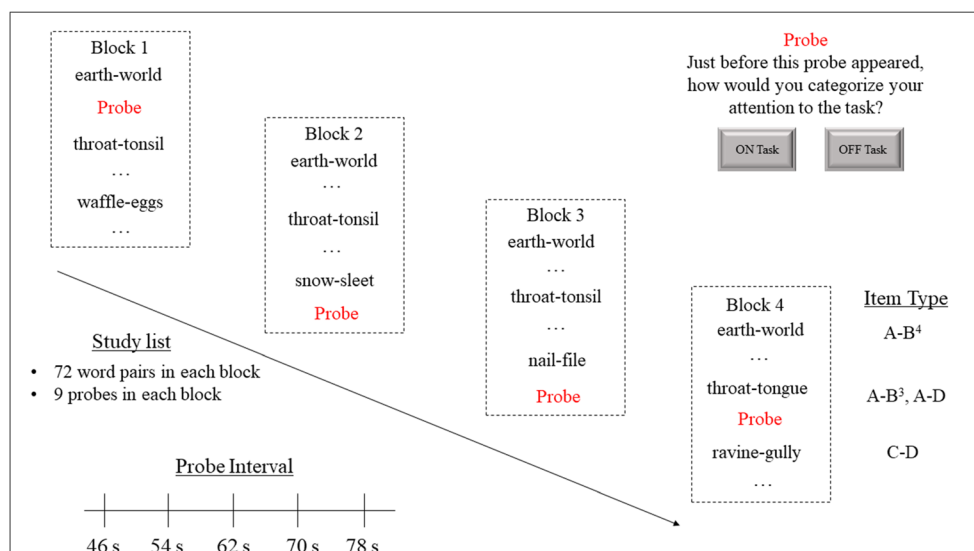 Block 1
earth-world
Probe
throat-tonsil
…
waffle-eggs
…
Block 2
earth-world
…
throat-tonsil
…
snow-sleet
Probe
Block 3
earth-world
…
throat-tonsil
…
nail-file
Probe
Block 4
earth-world
…
throat-tongue
Probe
ravine-gully
…
Item Type
A-B⁴
A-B³, A-D
C-D
Probe
Just before this probe appeared,
how would you categorize your
attention to the task?
ON Task
OFF Task
Study list
• 72 word pairs in each block
• 9 probes in each block
Probe Interval
46 s 54 s 62 s 70 s 78 s